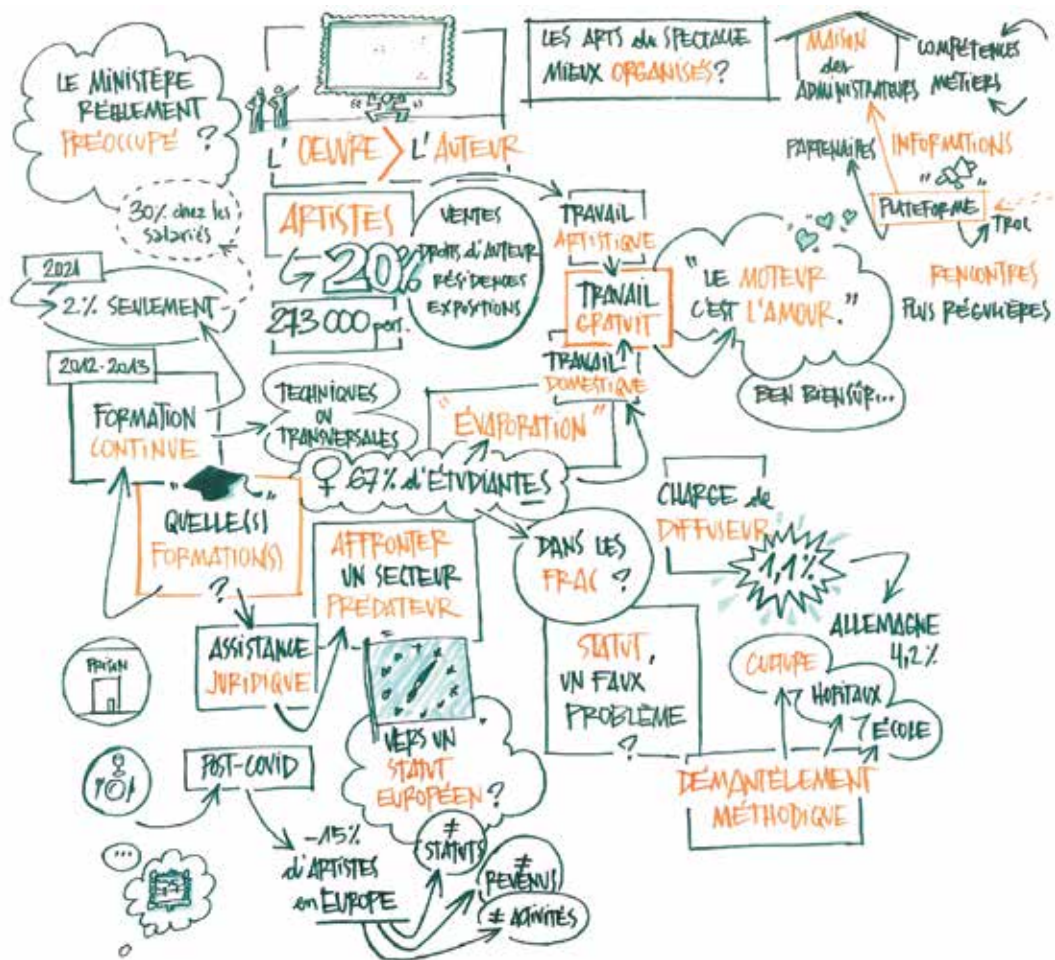 LE MINISTÈRE
RÉELLEMENT
PRÉOCCUPÉ ?
L'OEUVRE > L'AUTEUR
LES ARTS du SPECTACLE
MIEUX ORGANISÉS ?
MAISON
des
ADMINISTRATEURS
COMPÉTENCES
MÉTIERS
PARTENAIRES
INFORMATIONS
PLATEFORME
TROC
RENCONTRES
PLUS RÉGULIÈRES
30% chez les
salariés
2021
2% SEULEMENT
ARTISTES
20%
273 000 pers.
VENTES
DROITS d'AUTEUR
RÉSIDENCES
EXPOSITIONS
TRAVAIL
ARTISTIQUE
TRAVAIL
GRATUIT
TRAVAIL
DOMESTIQUE
"LE MOTEUR
C'EST L'AMOUR."
BEN BIENSÛR...
2012-2013
FORMATION
CONTINUE
TECHNIQUES
OU
TRANSVERSALES
"ÉVAPORATION"
♀ 67% d'ÉTUDIANTES
QUELLE(S)
FORMATION(S)
?
AFFRONTER
UN SECTEUR
PRÉDATEUR
DANS LES
FRAC ?
CHARGE de
DIFFUSEUR
1,1%
ALLEMAGNE
4,2%
ASSISTANCE
JURIDIQUE
STATUT,
UN FAUX
PROBLÈME
?
CULTURE
HOPITAUX
ÉCOLE
DÉMANTÈLEMENT
MÉTHODIQUE
PRISON
VERS UN
STATUT
EUROPÉEN ?
POST-COVID
-15%
d'ARTISTES
en EUROPE
≠
STATUTS
≠
REVENUS
≠ ACTIVITÉS
...